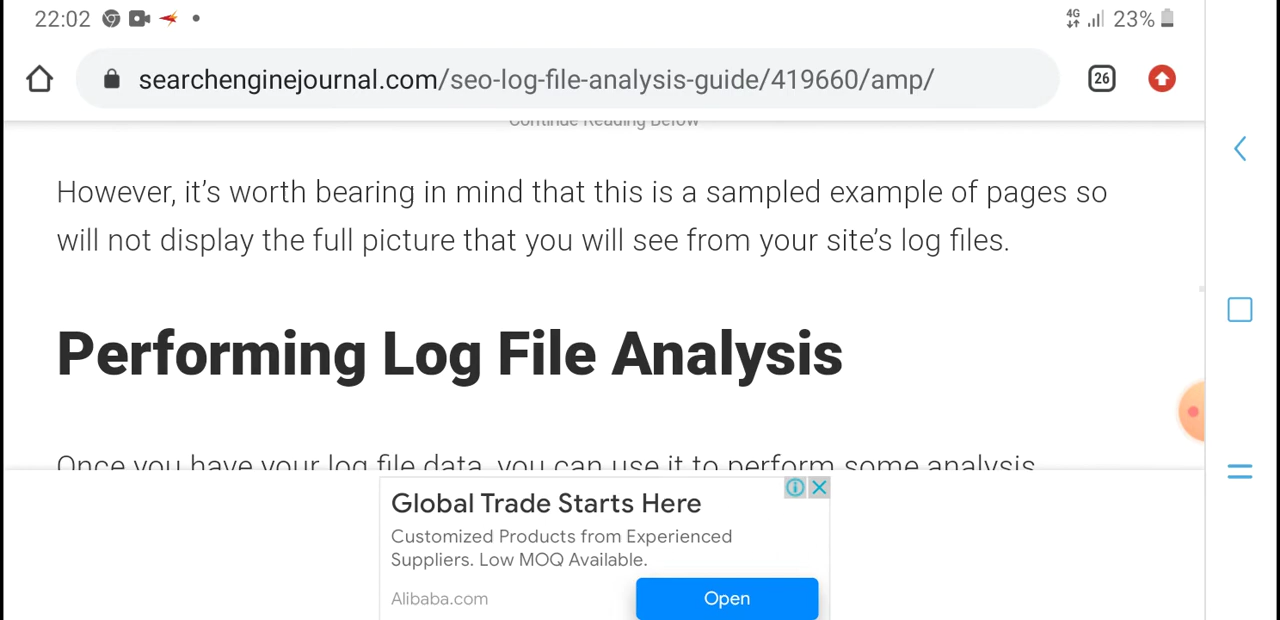 22:02
4G 23%
searchenginejournal.com/seo-log-file-analysis-guide/419660/amp/
26
Continue Reading Below
However, it's worth bearing in mind that this is a sampled example of pages so
will not display the full picture that you will see from your site's log files.
Performing Log File Analysis
Once you have your log file data, you can use it to perform some analysis.
Global Trade Starts Here
Customized Products from Experienced
Suppliers. Low MOQ Available.
Alibaba.com
Open